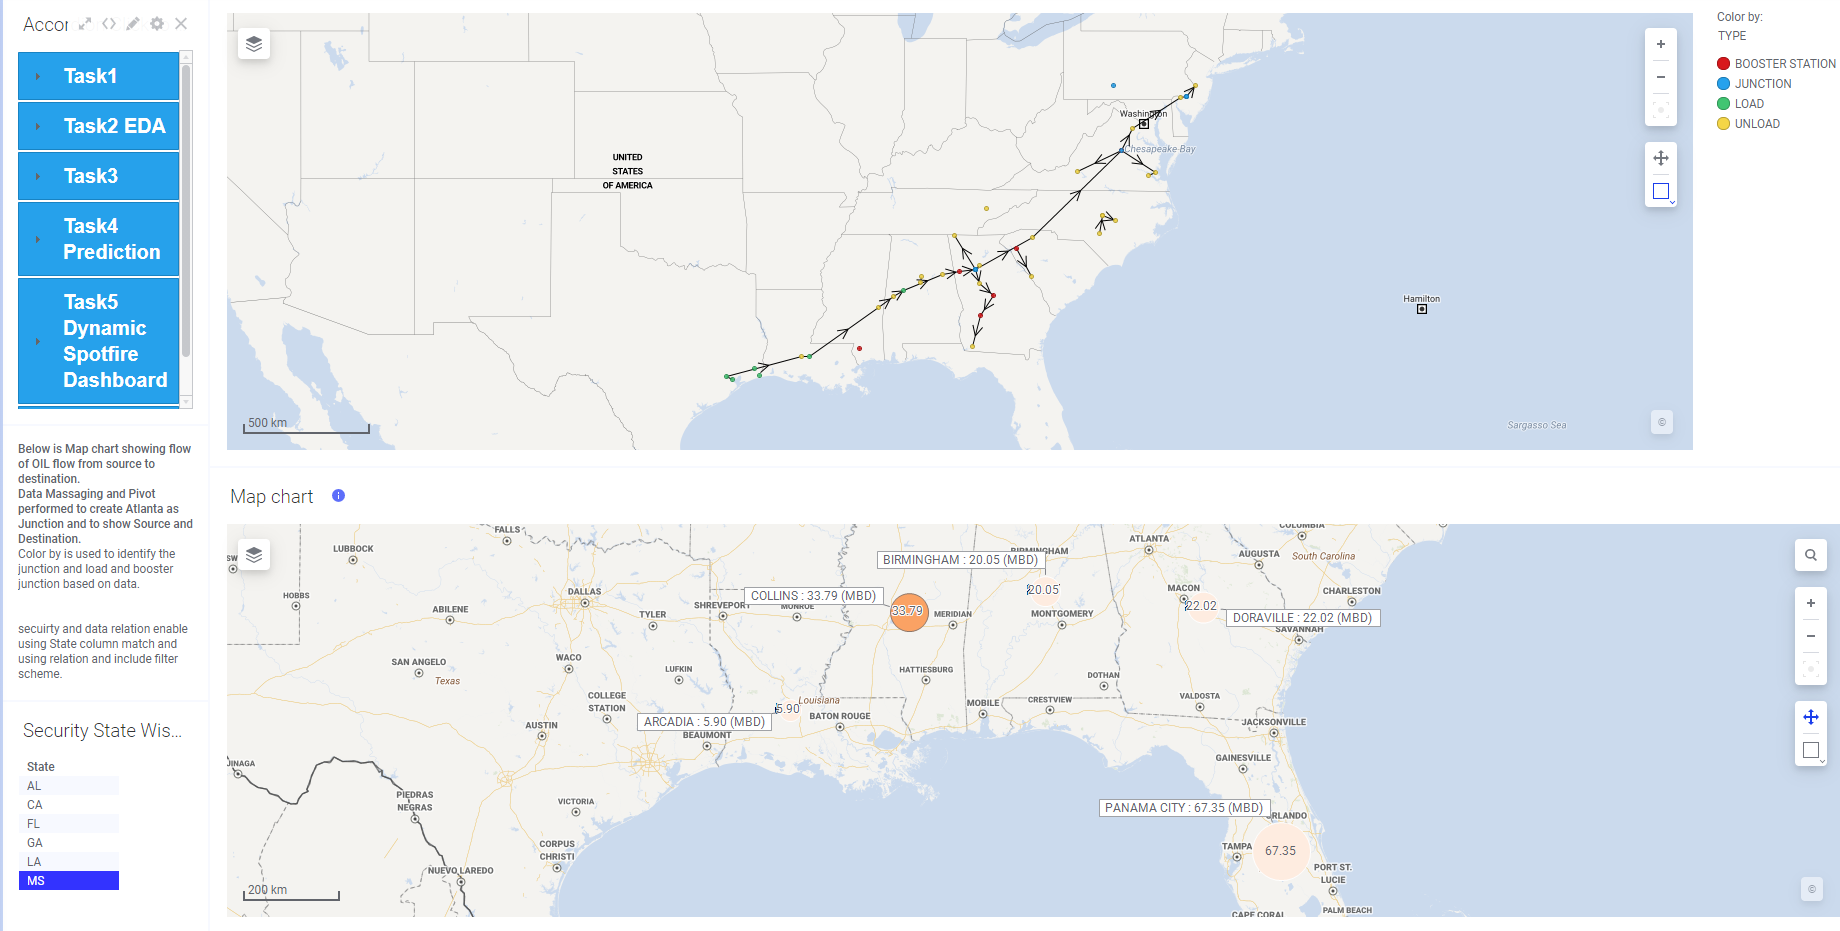 Accor
Task1
Task2 EDA
Task3
Task4
Prediction
Task5
Dynamic
Spotfire
Dashboard
Below is Map chart showing flow
of OIL flow from source to
destination.
Data Massaging and Pivot
performed to create Atlanta as
Junction and to show Source and
Destination.
Color by is used to identify the
junction and load and booster
junction based on data.
secuirty and data relation enable
using State column match and
using relation and include filter
scheme.
Security State Wis...
State
AL
CA
FL
GA
LA
MS
UNITED
STATES
OF AMERICA
Washington
Chesapeake Bay
Hamilton
Sargasso Sea
500 km
©
Color by:
TYPE
BOOSTER STATION
JUNCTION
LOAD
UNLOAD
Map chart
FALLS
LUBBOCK
SW
HOBBS
ABILENE
DALLAS
TYLER
SHREVEPORT
MONROE
COLLINS : 33.79 (MBD)
33.79
MERIDIAN
BIRMINGHAM : 20.05 (MBD)
BIRMINGHAM
20.05
MONTGOMERY
ATLANTA
COLUMBIA
AUGUSTA
South Carolina
MACON
22.02
CHARLESTON
DORAVILLE : 22.02 (MBD)
SAVANNAH
SAN ANGELO
Texas
WACO
LUFKIN
HATTIESBURG
DOTHAN
COLLEGE
STATION
Louisiana
5.90
ARCADIA : 5.90 (MBD)
BATON ROUGE
MOBILE
CRESTVIEW
VALDOSTA
AUSTIN
BEAUMONT
JACKSONVILLE
GAINESVILLE
JINAGA
PIEDRAS
NEGRAS
VICTORIA
PANAMA CITY : 67.35 (MBD)
ORLANDO
CORPUS
CHRISTI
TAMPA
67.35
NUEVO LAREDO
PORT ST.
LUCIE
200 km
CAPE CORAL
PALM BEACH
©